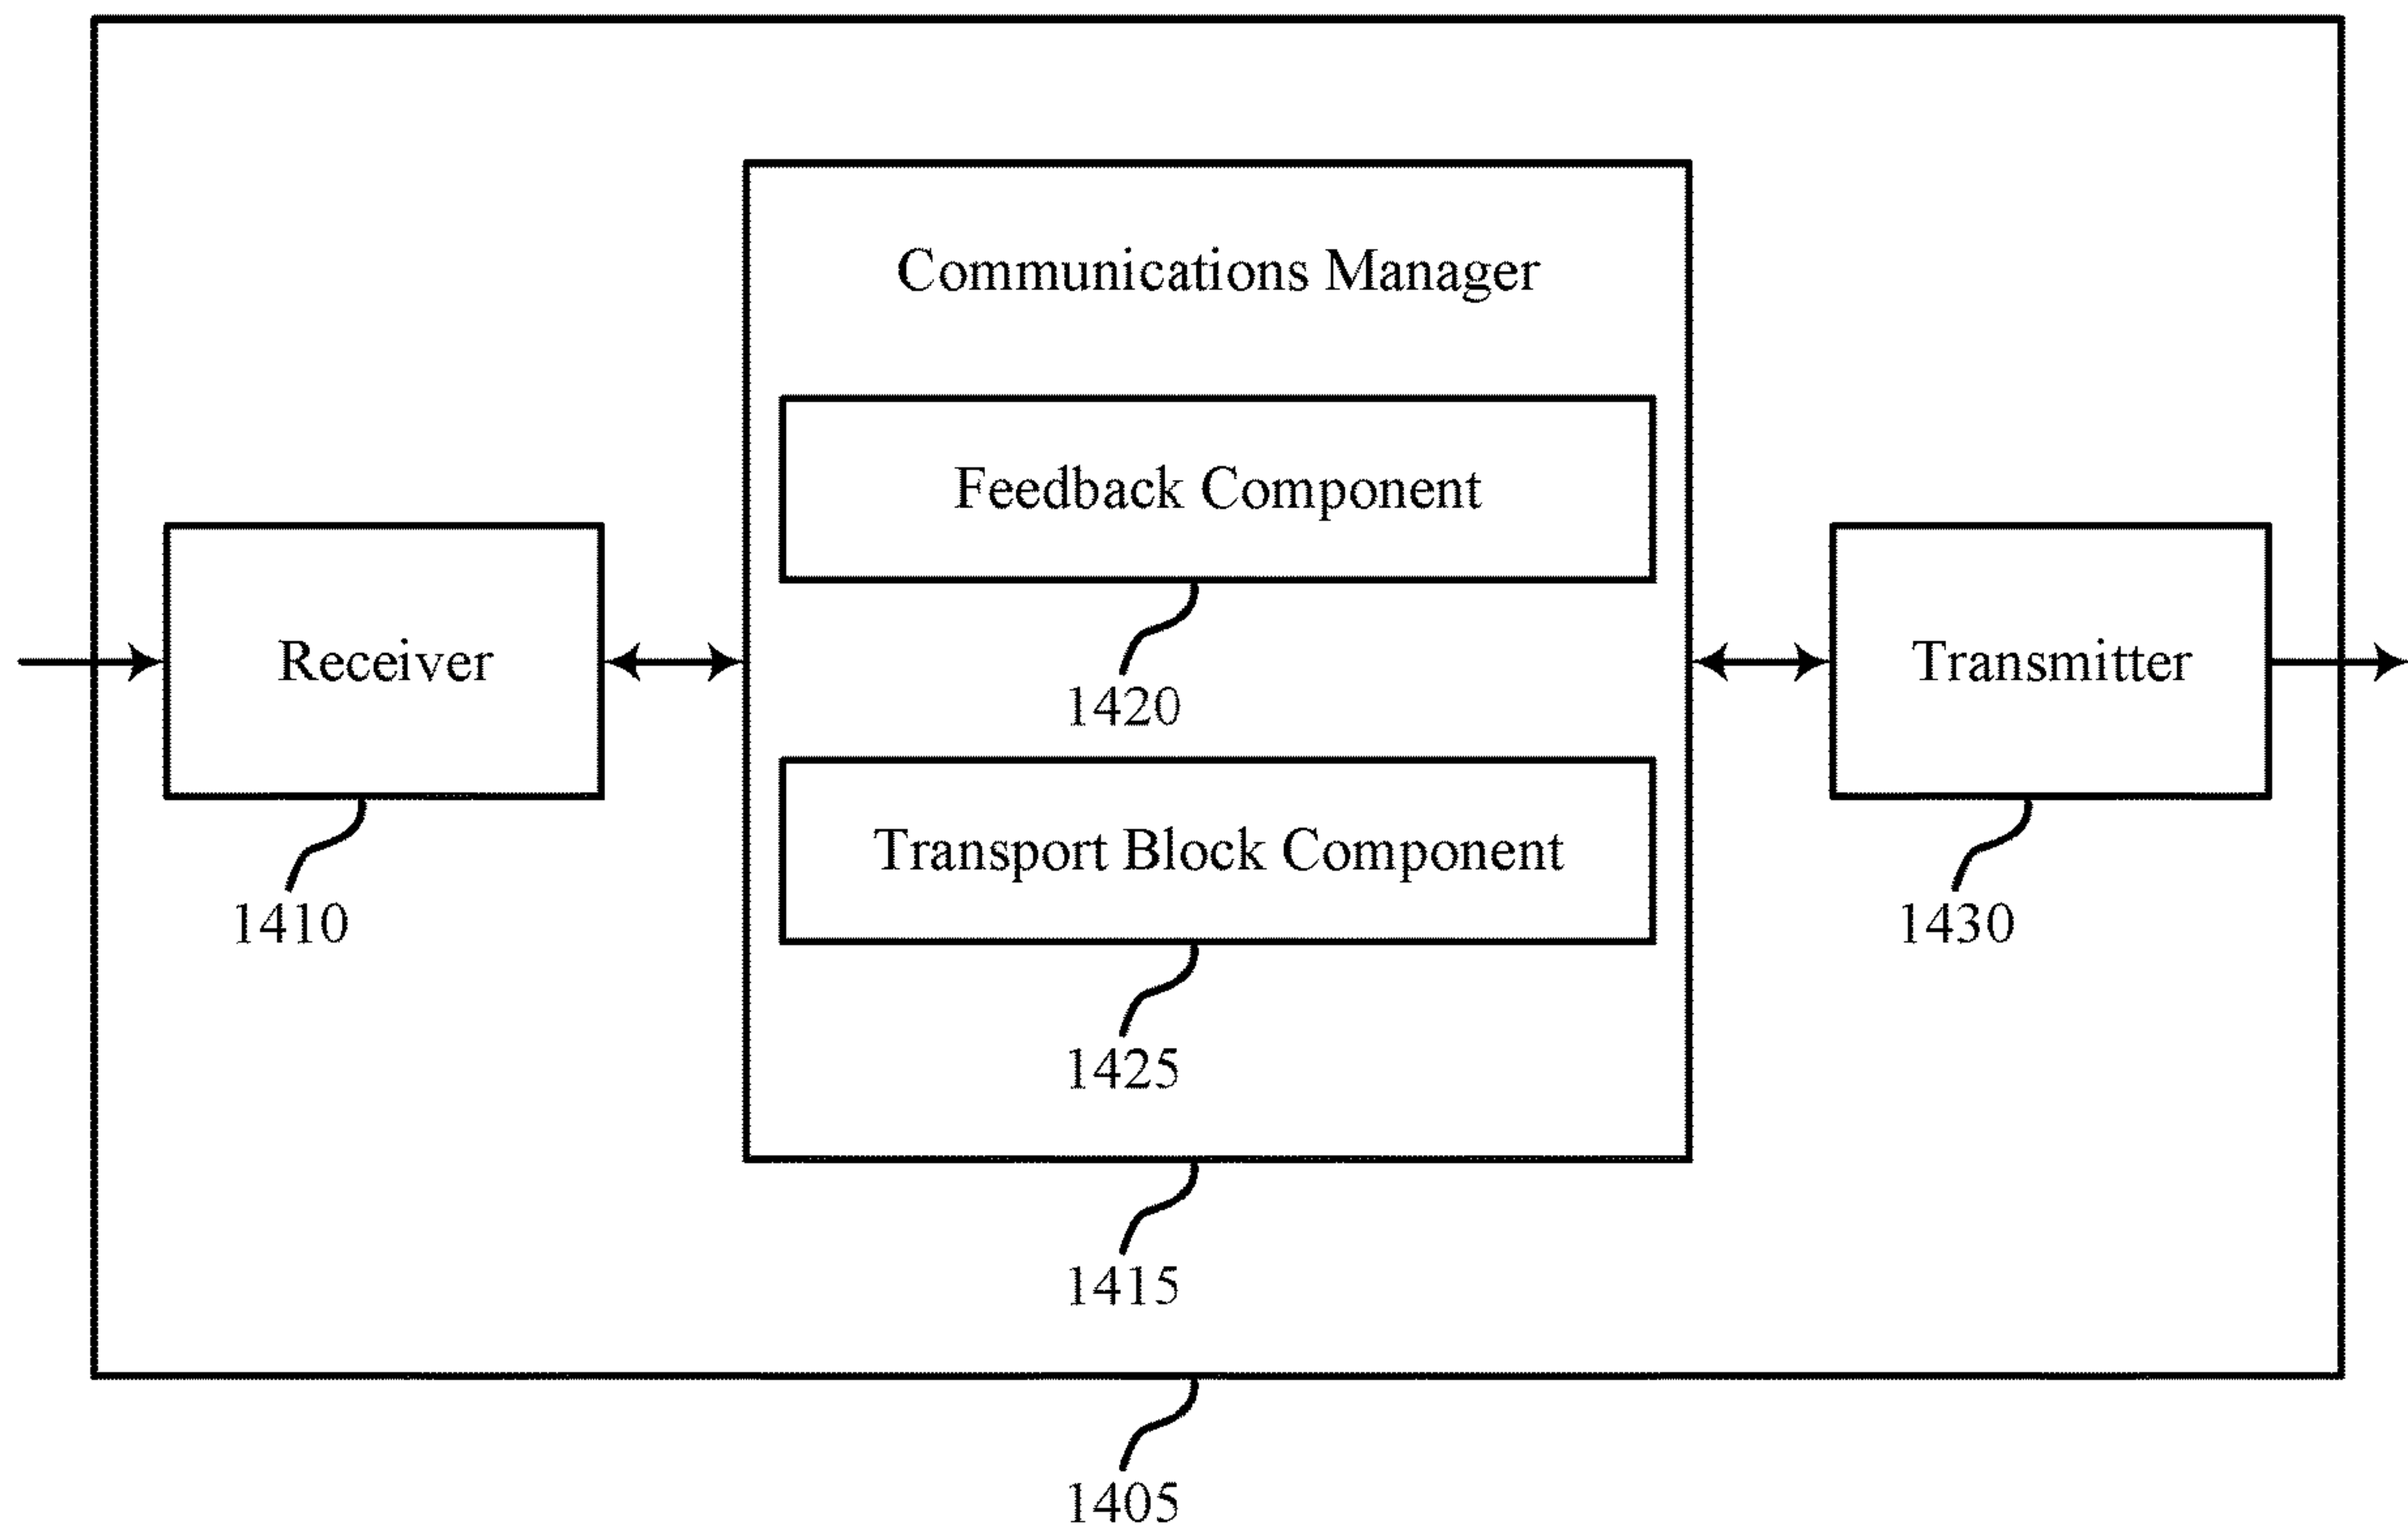 Communications Manager
Feedback Component
Receiver
Transmitter
1420
Transport Block Component
1410
1430
1425
1415
1405